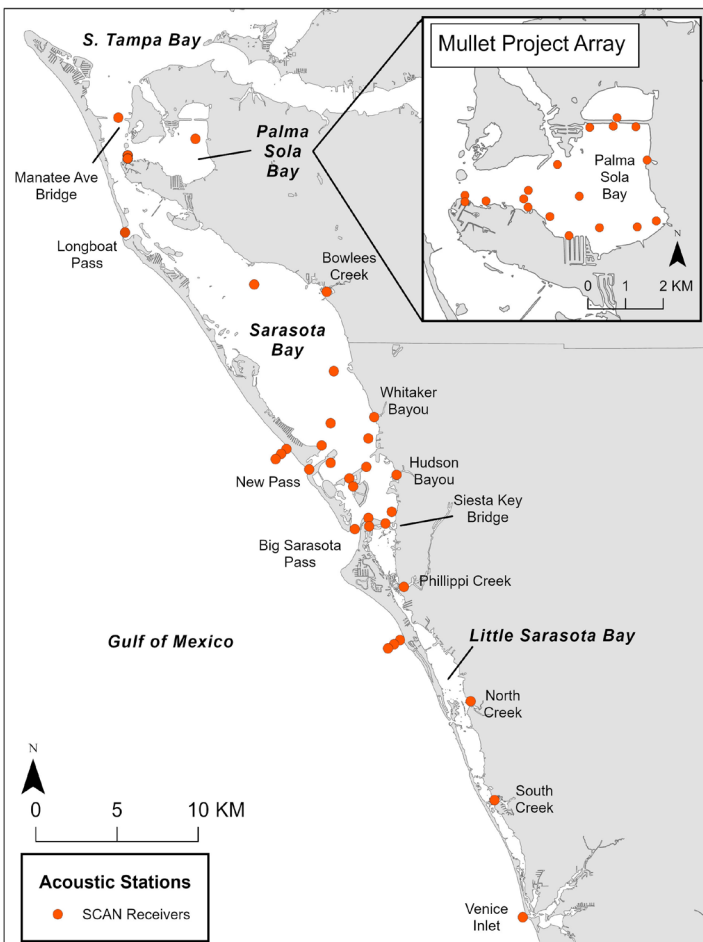 S. Tampa Bay
Mullet Project Array
Palma
Sola
Bay
Manatee Ave
Bridge
Palma
Sola
Bay
N
0 1 2 KM
Longboat
Pass
Bowlees
Creek
Sarasota
Bay
Whitaker
Bayou
Hudson
Bayou
New Pass
Siesta Key
Bridge
Big Sarasota
Pass
Phillippi Creek
Gulf of Mexico
Little Sarasota Bay
North
Creek
N
0 5 10 KM
South
Creek
Acoustic Stations
SCAN Receivers
Venice
Inlet